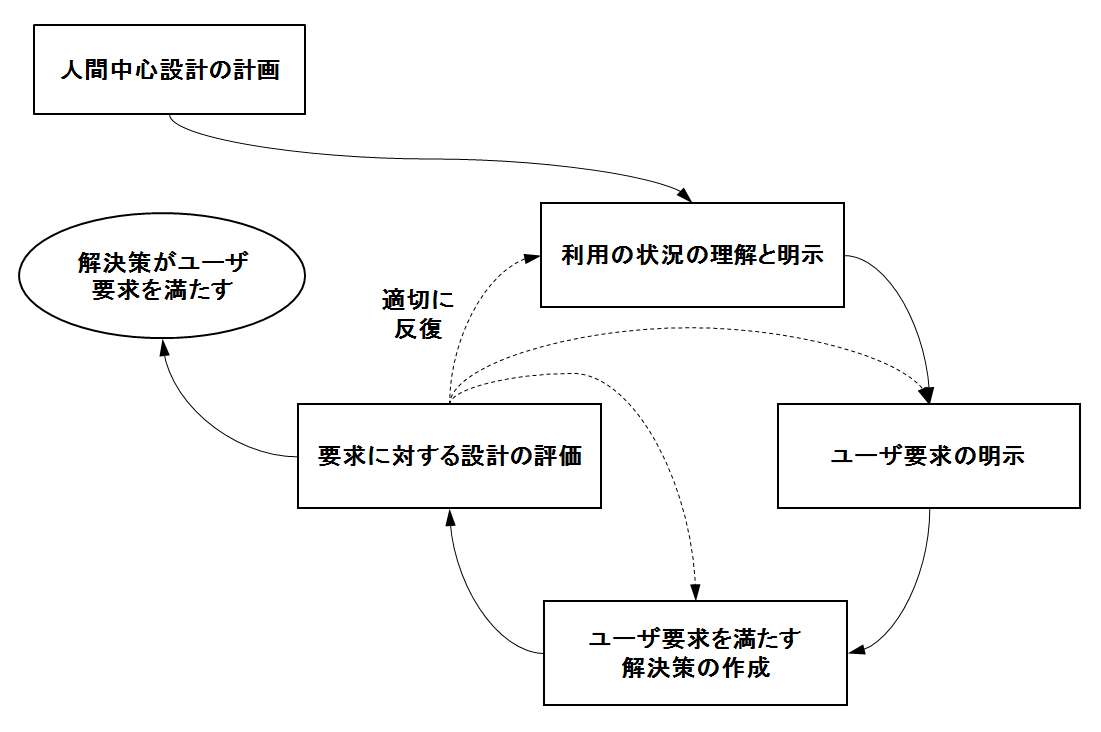 人間中心設計の計画
利用の状況の理解と明示
解決策がユーザ
要求を満たす
適切に
反復
要求に対する設計の評価
ユーザ要求の明示
ユーザ要求を満たす
解決策の作成